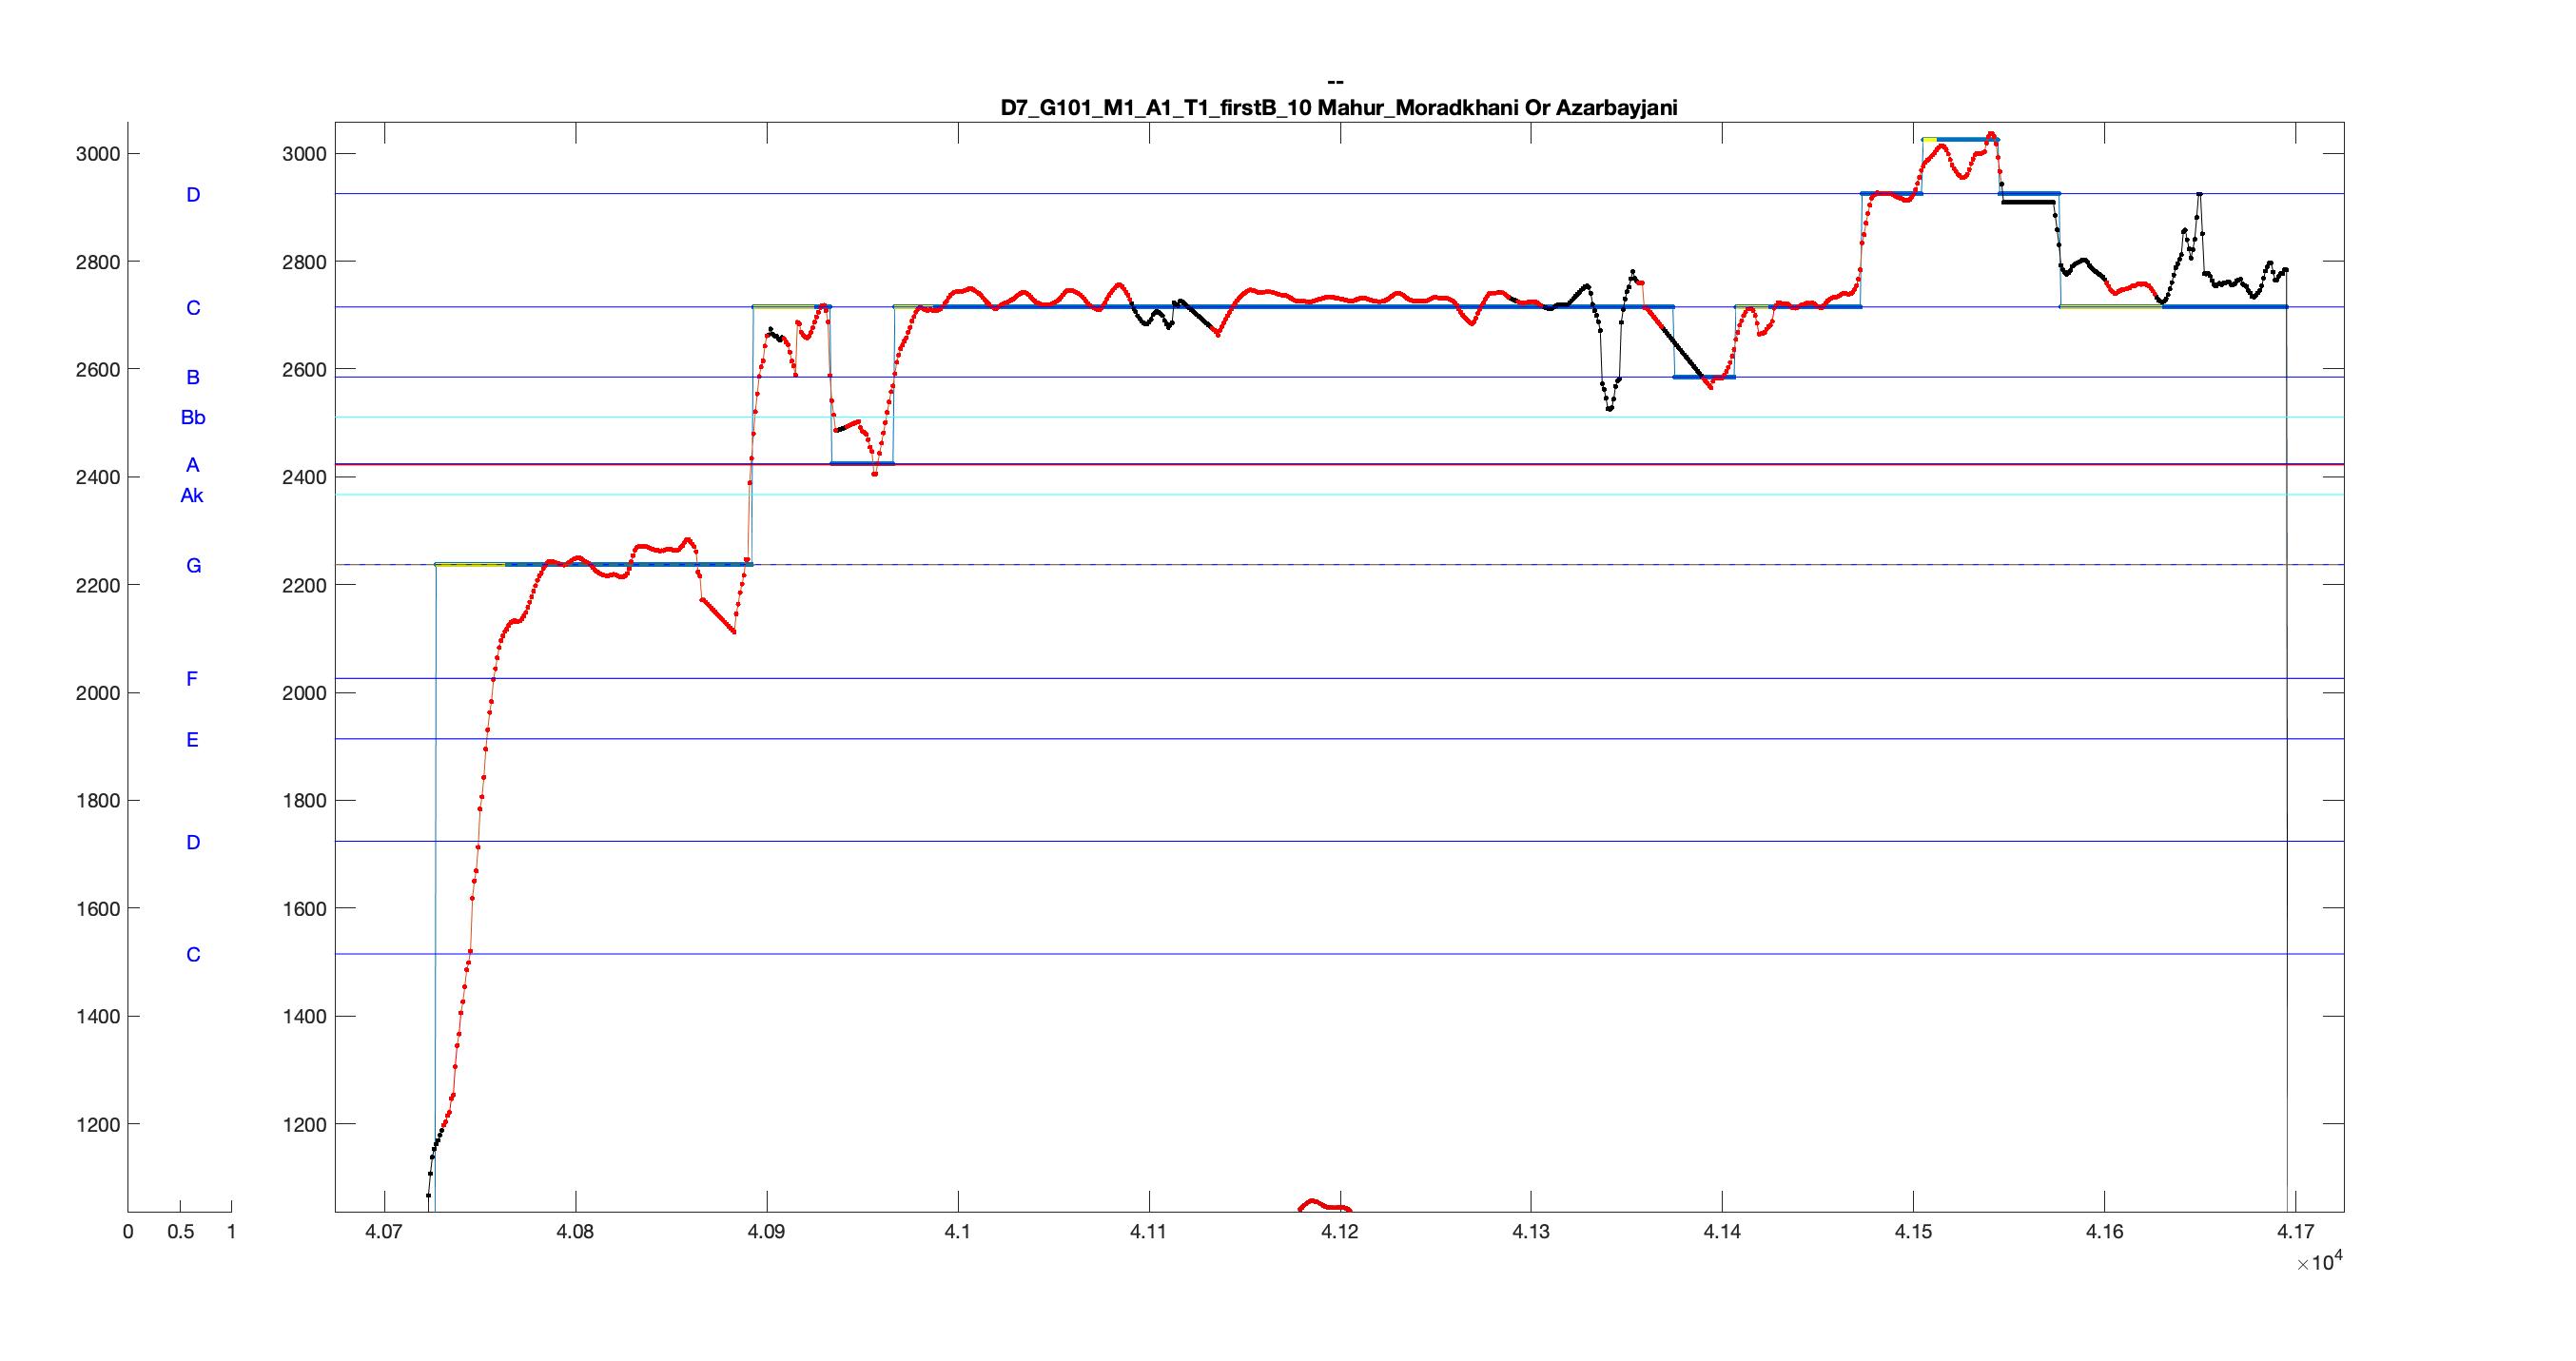 --
D7_G101_M1_A1_T1_firstB_10 Mahur_Moradkhani Or Azarbayjani
3000 3000
D
2800 2800
C
2600 2600
B
Bb
A
2400 2400
Ak
G
2200 2200
F
2000 2000
E
1800 1800
D
1600 1600
C
1400 1400
1200 1200
0 0.5 1 4.07 4.08 4.09 4.1 4.11 4.12 4.13 4.14 4.15 4.16 4.17
×10^4